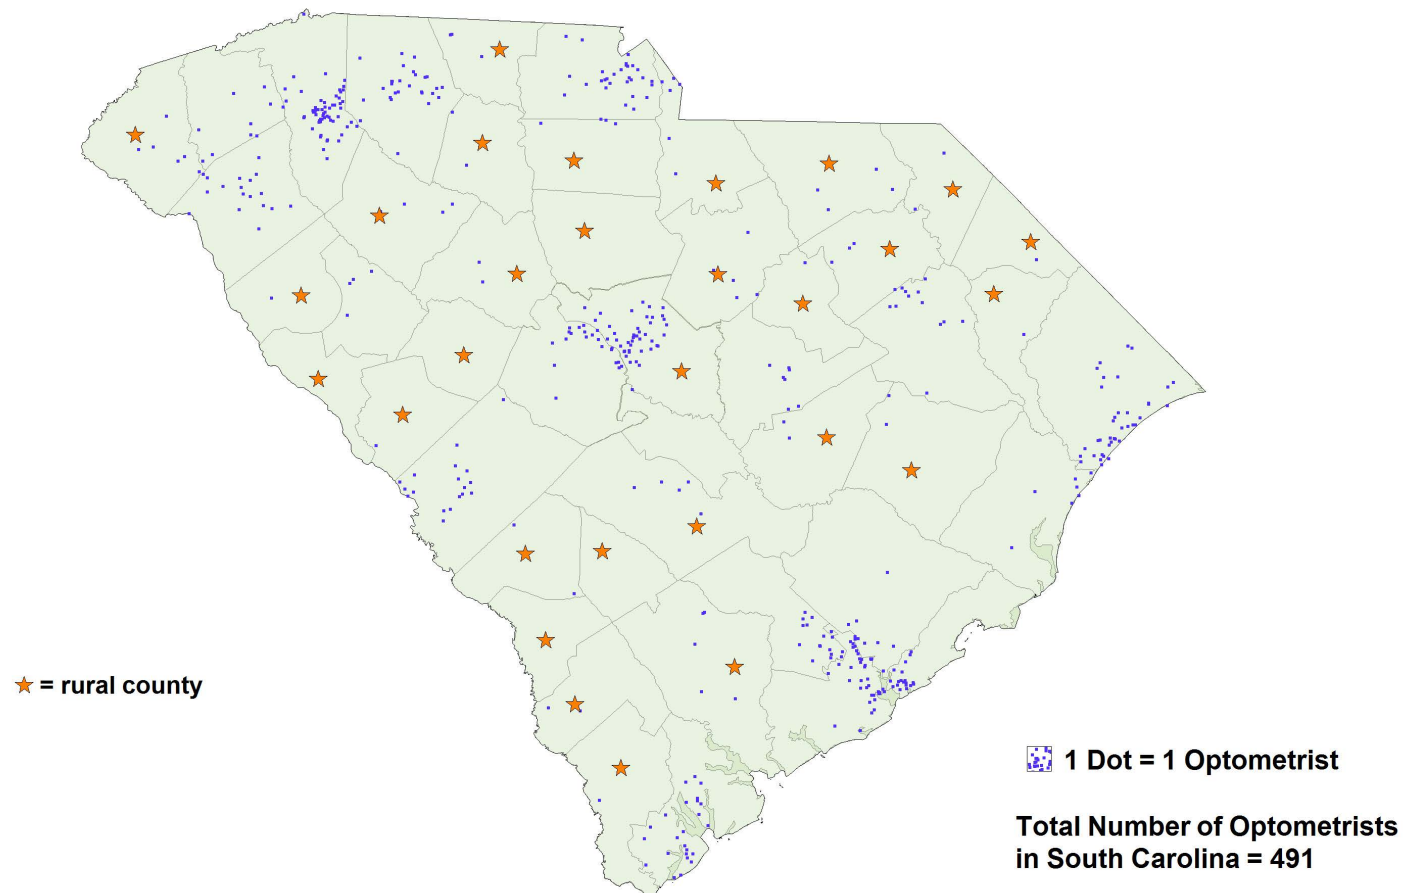 = rural county
1 Dot = 1 Optometrist
Total Number of Optometrists
in South Carolina = 491